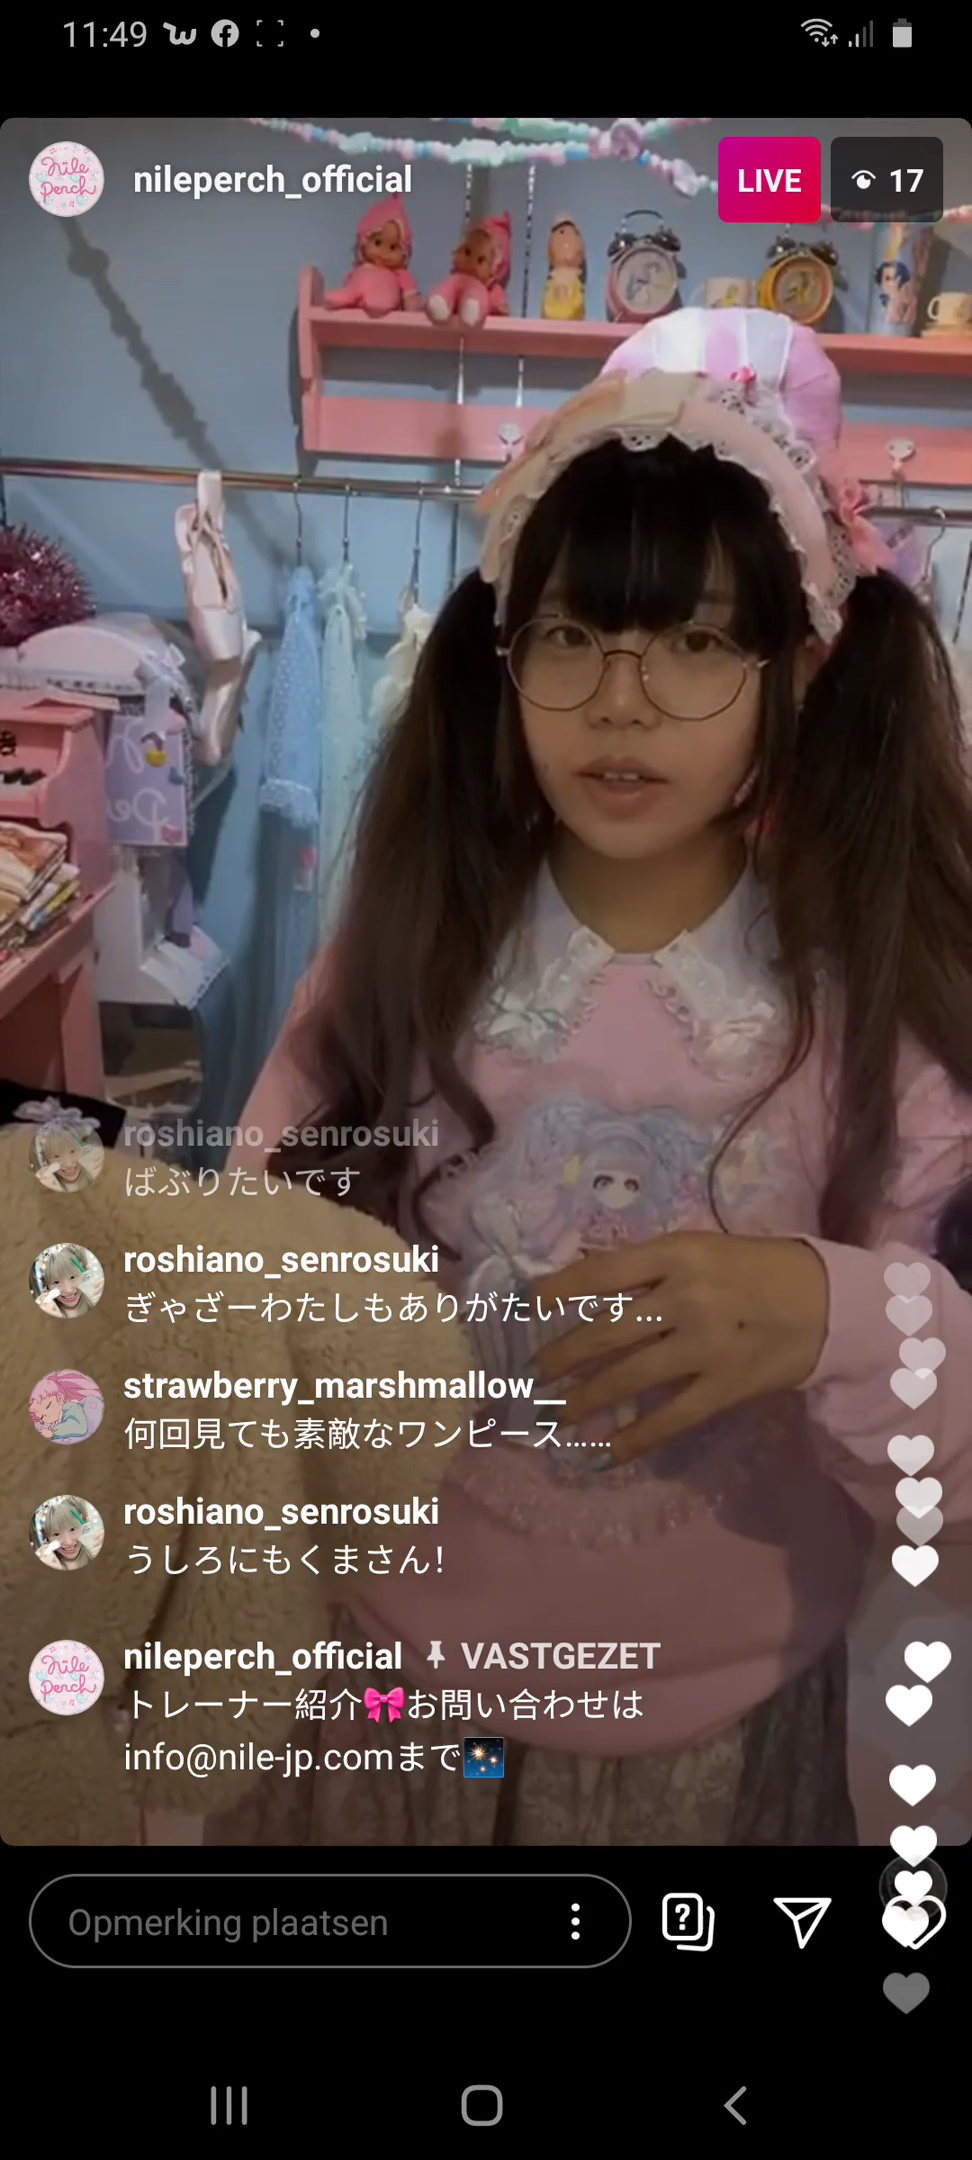 11:49
nile perch
nileperch_official
LIVE
17
roshiano_senrosuki
ばぶりたいです
roshiano_senrosuki
ぎゃざーわたしもありがたいです...
strawberry_marshmallow__
何回見ても素敵なワンピース……
roshiano_senrosuki
うしろにもくまさん！
nile perch
nileperch_official VASTGEZET
トレーナー紹介🎀お問い合わせは
info@nile-jp.comまで🎇
Opmerking plaatsen